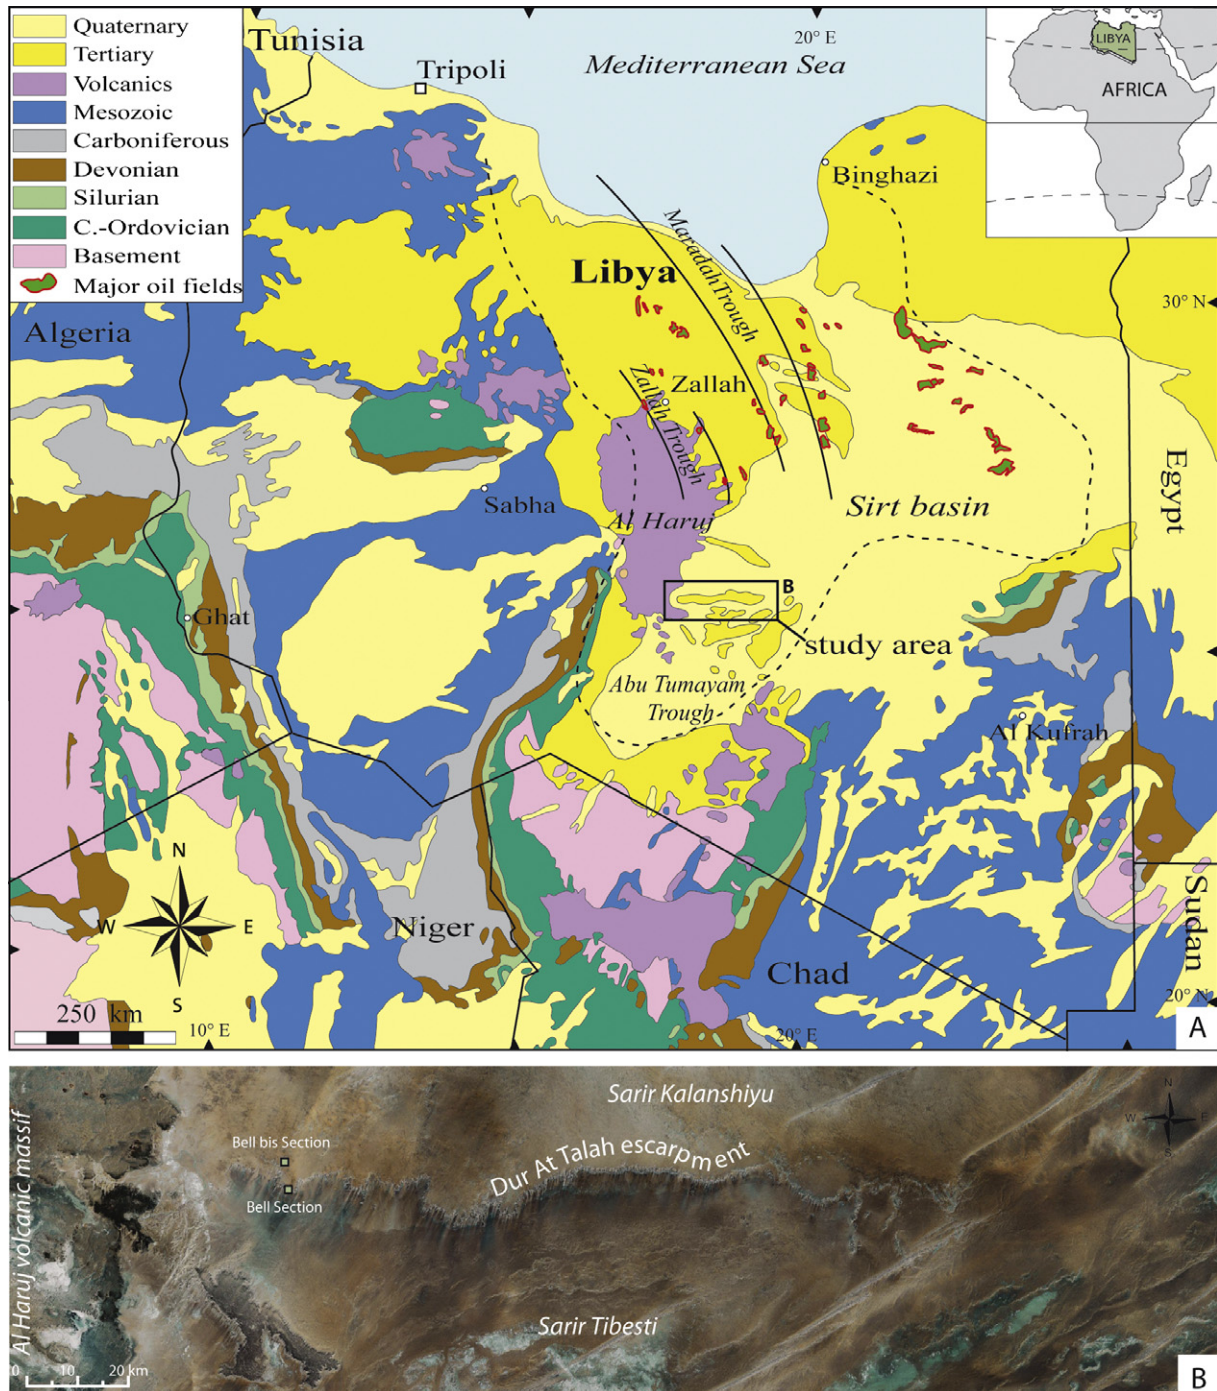 Quaternary
Tertiary
Volcanics
Mesozoic
Carboniferous
Devonian
Silurian
C.-Ordovician
Basement
Major oil fields
Tunisia
Tripoli
20° E
Mediterranean Sea
LIBYA
AFRICA
Binghazi
Libya
Maradah Trough
30° N
Algeria
Zallah
Zallah Trough
Sabha
Al Haruj
Sirt basin
Egypt
B
Ghat
study area
Abu Tumayam
Trough
Al Kufrah
N
W
E
S
Niger
Chad
Sudan
250 km
10° E
20° E
20° N
A
Al Haruj volcanic massif
Sarir Kalanshiyu
N
W
E
S
Bell bis Section
Dur At Talah escarpment
Bell Section
Sarir Tibesti
0 10 20 km
B